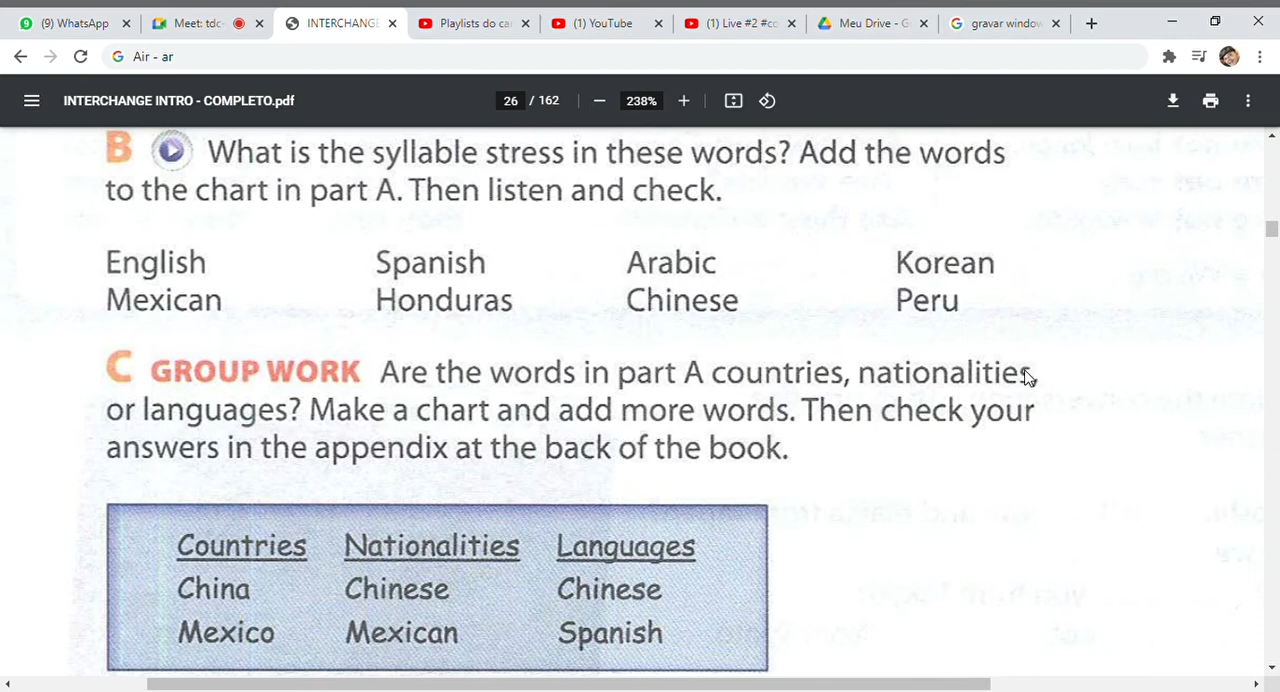 (9) WhatsApp
Meet: tdc-
INTERCHANGE
Playlists do car
(1) YouTube
(1) Live #2 #co
Meu Drive - G
gravar window
Air - ar
INTERCHANGE INTRO - COMPLETO.pdf
26 / 162
238%
B What is the syllable stress in these words? Add the words
to the chart in part A. Then listen and check.
English Spanish Arabic Korean
Mexican Honduras Chinese Peru
C GROUP WORK Are the words in part A countries, nationalities,
or languages? Make a chart and add more words. Then check your
answers in the appendix at the back of the book.
Countries Nationalities Languages
China Chinese Chinese
Mexico Mexican Spanish